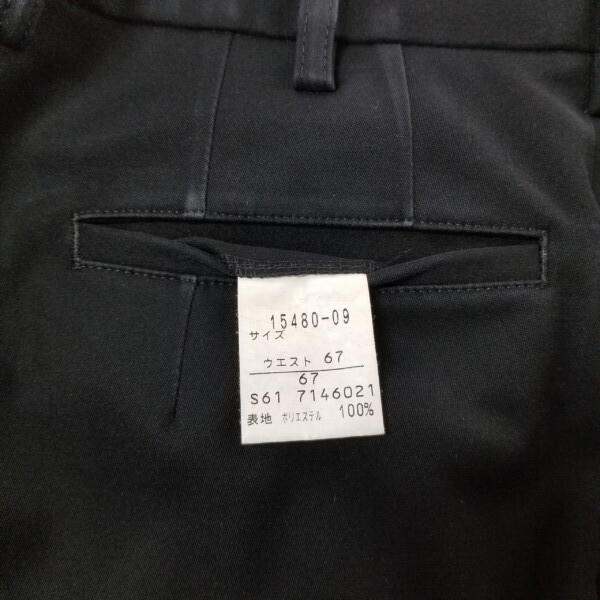 15480-09
サイズ
ウエスト 67
67
S61 7146021
表地 ポリエステル 100%